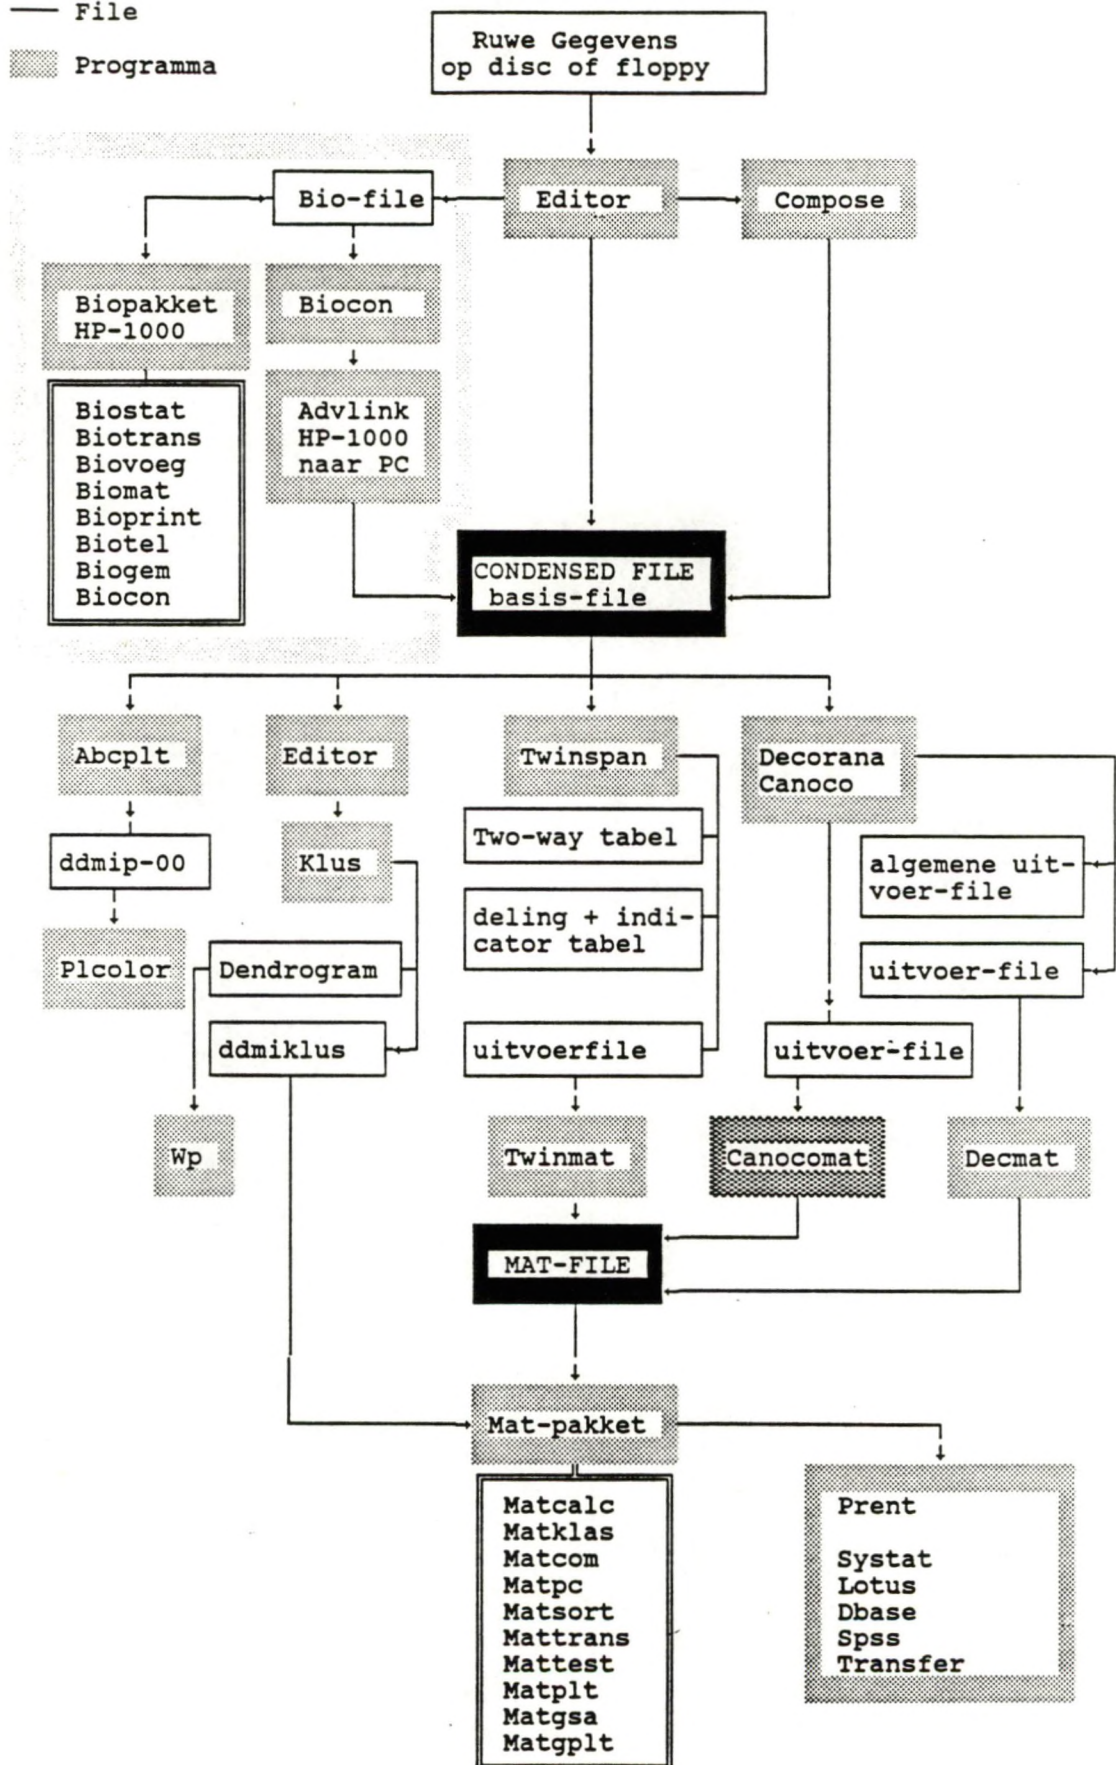 File
Programma
Ruwe Gegevens
op disc of floppy
Bio-file
Editor
Compose
Biopakket
HP-1000
Biocon
Biostat
Biotrans
Biovoeg
Biomat
Bioprint
Biotel
Biogem
Biocon
Advlink
HP-1000
naar PC
CONDENSED FILE
basis-file
Abcplt
Editor
Twinspan
Decorana
Canoco
ddmip-00
Klus
Two-way tabel
algemene uit-
voer-file
deling + indi-
cator tabel
Plcolor
Dendrogram
uitvoer-file
ddmiklus
uitvoerfile
uitvoer-file
Wp
Twinmat
Canocomat
Decmat
MAT-FILE
Mat-pakket
Matcalc
Matklas
Matcom
Matpc
Matsort
Mattrans
Mattest
Matplt
Matgsa
Matgplt
Prent
Systat
Lotus
Dbase
Spss
Transfer